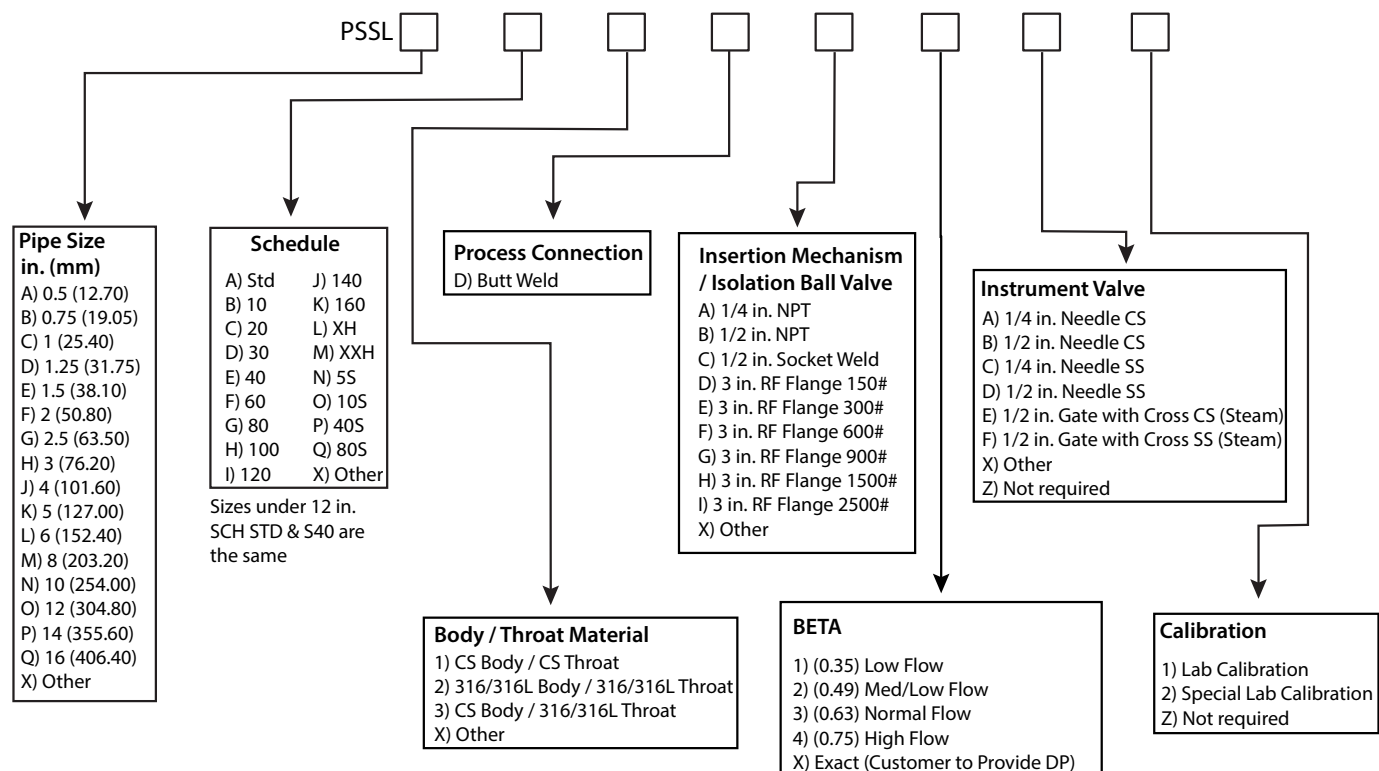 PSSL
Pipe Size
in. (mm)
A) 0.5 (12.70)
B) 0.75 (19.05)
C) 1 (25.40)
D) 1.25 (31.75)
E) 1.5 (38.10)
F) 2 (50.80)
G) 2.5 (63.50)
H) 3 (76.20)
J) 4 (101.60)
K) 5 (127.00)
L) 6 (152.40)
M) 8 (203.20)
N) 10 (254.00)
O) 12 (304.80)
P) 14 (355.60)
Q) 16 (406.40)
X) Other
Schedule
A) Std
B) 10
C) 20
D) 30
E) 40
F) 60
G) 80
H) 100
I) 120
J) 140
K) 160
L) XH
M) XXH
N) 5S
O) 10S
P) 40S
Q) 80S
X) Other
Sizes under 12 in.
SCH STD & S40 are
the same
Body / Throat Material
1) CS Body / CS Throat
2) 316/316L Body / 316/316L Throat
3) CS Body / 316/316L Throat
X) Other
Process Connection
D) Butt Weld
Insertion Mechanism
/ Isolation Ball Valve
A) 1/4 in. NPT
B) 1/2 in. NPT
C) 1/2 in. Socket Weld
D) 3 in. RF Flange 150#
E) 3 in. RF Flange 300#
F) 3 in. RF Flange 600#
G) 3 in. RF Flange 900#
H) 3 in. RF Flange 1500#
I) 3 in. RF Flange 2500#
X) Other
BETA
1) (0.35) Low Flow
2) (0.49) Med/Low Flow
3) (0.63) Normal Flow
4) (0.75) High Flow
X) Exact (Customer to Provide DP)
Instrument Valve
A) 1/4 in. Needle CS
B) 1/2 in. Needle CS
C) 1/4 in. Needle SS
D) 1/2 in. Needle SS
E) 1/2 in. Gate with Cross CS (Steam)
F) 1/2 in. Gate with Cross SS (Steam)
X) Other
Z) Not required
Calibration
1) Lab Calibration
2) Special Lab Calibration
Z) Not required